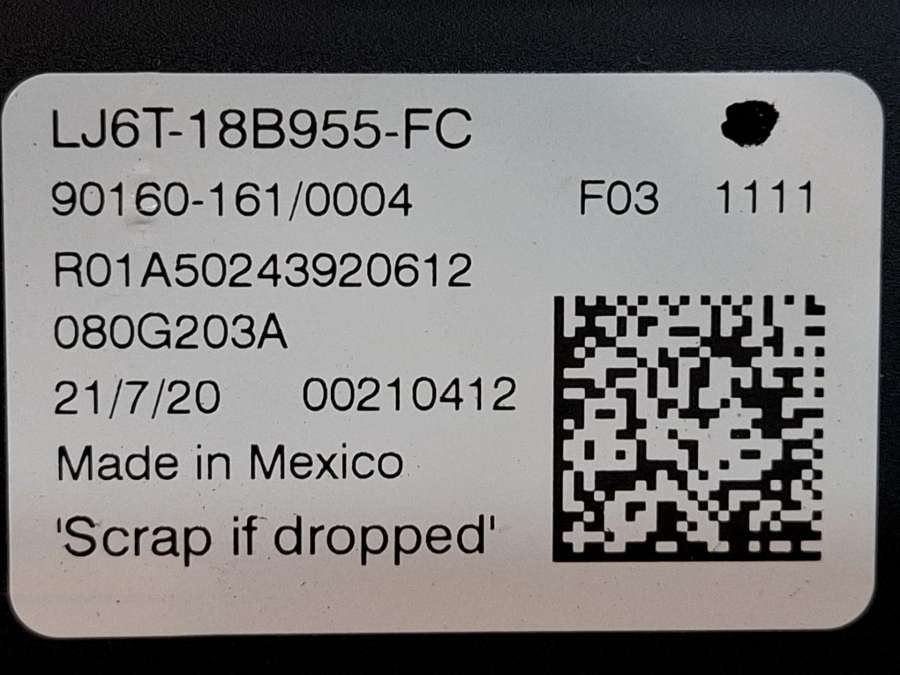 LJ6T-18B955-FC
90160-161/0004 F03 1111
R01A50243920612
080G203A
21/7/20 00210412
Made in Mexico
'Scrap if dropped'